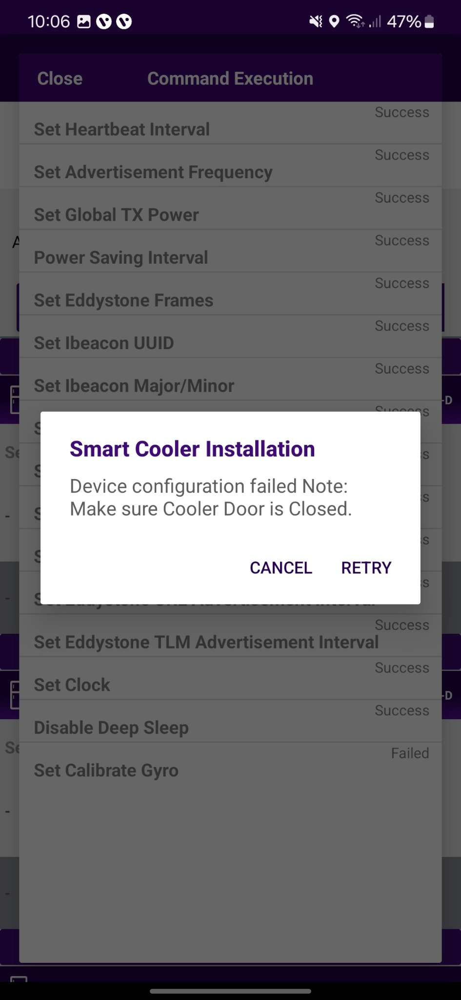 10:06
47%
Close
Command Execution
Success
Set Heartbeat Interval
Success
Set Advertisement Frequency
Success
Set Global TX Power
Success
Power Saving Interval
Success
Set Eddystone Frames
Success
Set Ibeacon UUID
Success
Set Ibeacon Major/Minor
-D
Smart Cooler Installation
Device configuration failed Note:
Make sure Cooler Door is Closed.
CANCEL
RETRY
Success
Set Eddystone TLM Advertisement Interval
Success
Set Clock
-D
Success
Disable Deep Sleep
Failed
Set Calibrate Gyro